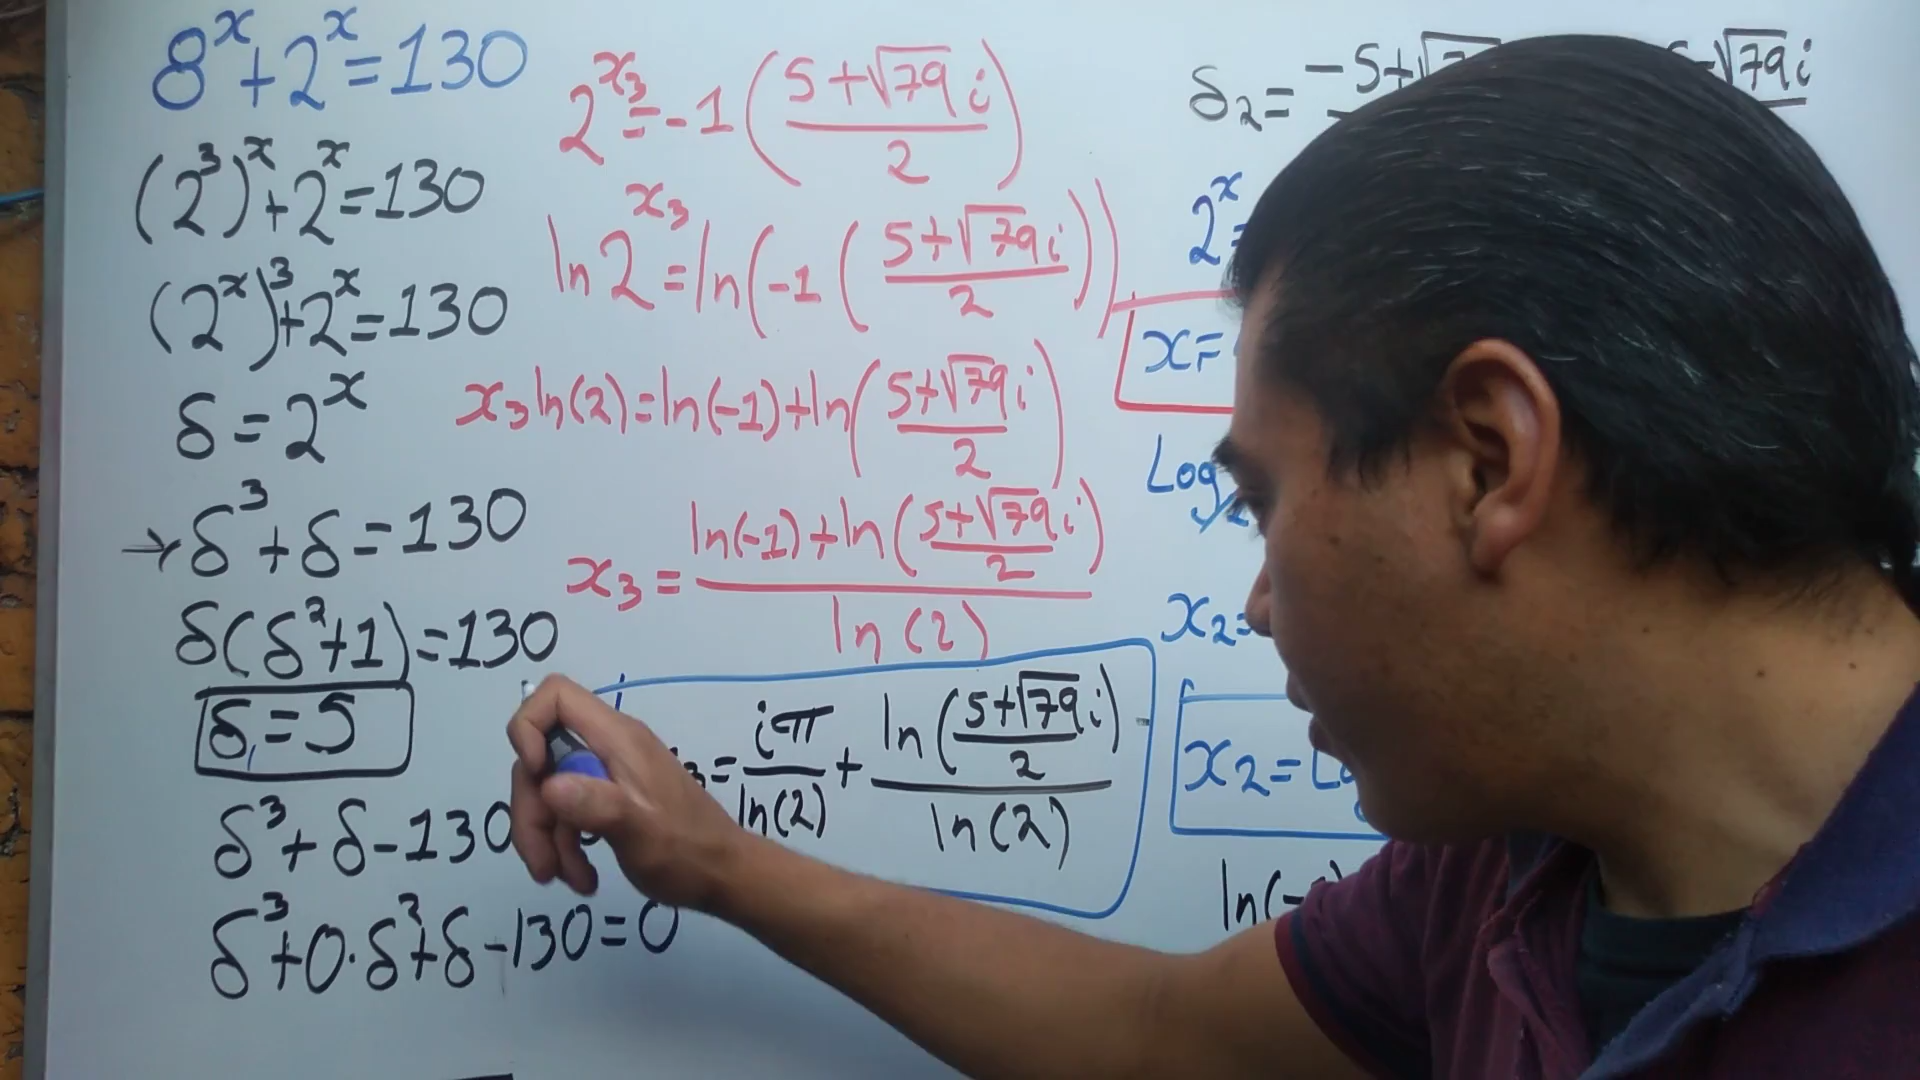 8^x + 2^x = 130
(2^3)^x + 2^x = 130
(2^x)^3 + 2^x = 130
δ = 2^x
→ δ^3 + δ = 130
δ(δ^2 + 1) = 130
δ₁ = 5
δ^3 + δ - 130
δ^3 + 0·δ^2 + δ - 130 = 0
2^x₃ = -1((5+√79 i)/2)
ln 2^x₃ = ln(-1((5+√79 i)/2))
x₃ ln(2) = ln(-1) + ln((5+√79 i)/2)
x₃ = (ln(-1) + ln((5+√79 i)/2))/ln(2)
₃ = iπ/ln(2) + ln((5+√79 i)/2)/ln(2)
δ₂ = -5+√7 -√79 i
2^x =
x =
Log
x₂ =
x₂ = Log
ln(-